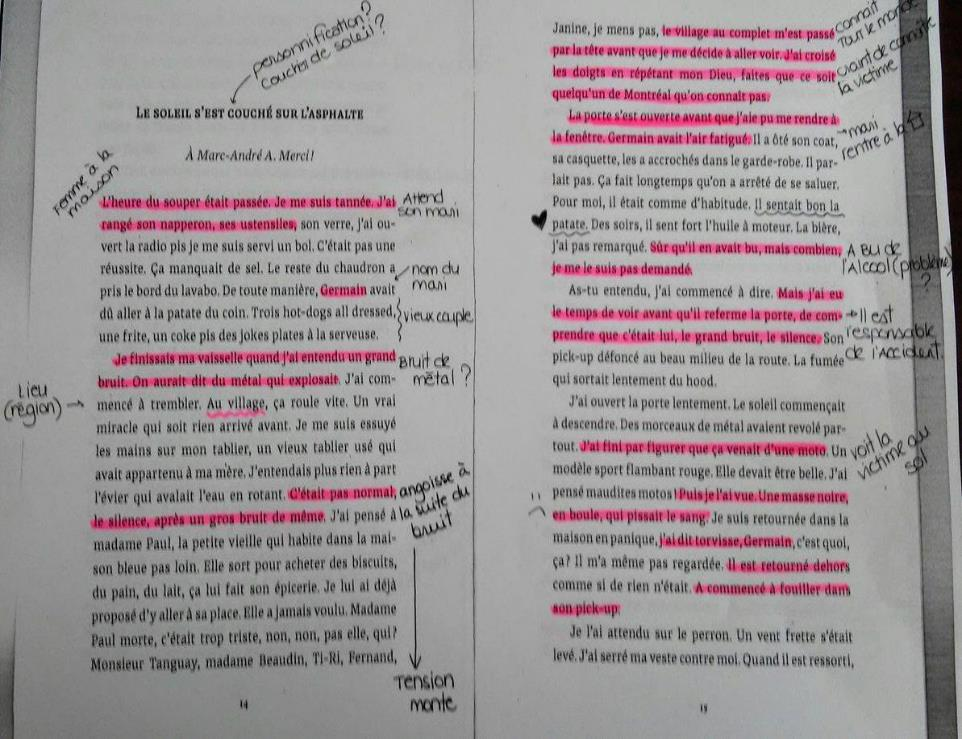 personnification?
Coucher de soleil?
LE SOLEIL S'EST COUCHÉ SUR L'ASPHALTE
À Marc-André A. Merci!
Femme à la
maison
L'heure du souper était passée. Je me suis tannée. J'ai
Attend
rangé son napperon, ses ustensiles, son verre, j'ai ou-
son mari
vert la radio pis je me suis servi un bol. C'était pas une
réussite. Ça manquait de sel. Le reste du chaudron a
nom du
mari
pris le bord du lavabo. De toute manière, Germain avait
dû aller à la patate du coin. Trois hot-dogs all dressed,
vieux couple
une frite, un coke pis des jokes plates à la serveuse.
Je finissais ma vaisselle quand j'ai entendu un grand
Bruit de
bruit. On aurait dit du métal qui explosait. J'ai com-
métal ?
Lieu
(région)
mencé à trembler. Au village, ça roule vite. Un vrai
miracle qui soit rien arrivé avant. Je me suis essuyé
les mains sur mon tablier, un vieux tablier usé qui
avait appartenu à ma mère. J'entendais plus rien à part
l'évier qui avalait l'eau en rotant. C'était pas normal,
angoisse à
le silence, après un gros bruit de même. J'ai pensé à
la suite du
bruit
madame Paul, la petite vieille qui habite dans la mai-
son bleue pas loin. Elle sort pour acheter des biscuits,
du pain, du lait, ça lui fait son épicerie. Je lui ai déjà
proposé d'y aller à sa place. Elle a jamais voulu. Madame
Paul morte, c'était trop triste, non, non, pas elle, qui?
Monsieur Tanguay, madame Beaudin, Ti-Ri, Fernand,
Tension
monte
14
Janine, je mens pas, le village au complet m'est passé
connaît
Tout le monde
par la tête avant que je me décide à aller voir. J'ai croisé
les doigts en répétant mon Dieu, faites que ce soit
craint de connaître
la victime
quelqu'un de Montréal qu'on connaît pas.
La porte s'est ouverte avant que j'aie pu me rendre à
la fenêtre. Germain avait l'air fatigué. Il a ôté son coat,
mari
rentre à la
sa casquette, les a accrochés dans le garde-robe. Il par-
lait pas. Ça fait longtemps qu'on a arrêté de se saluer.
Pour moi, il était comme d'habitude. Il sentait bon la
patate. Des soirs, il sent fort l'huile à moteur. La bière,
j'ai pas remarqué. Sûr qu'il en avait bu, mais combien,
A BU de
l'Alcool (problème)
?
je me le suis pas demandé.
As-tu entendu, j'ai commencé à dire. Mais j'ai eu
le temps de voir avant qu'il referme la porte, de com-
Il est
prendre que c'était lui, le grand bruit, le silence. Son
responsable
pick-up défoncé au beau milieu de la route. La fumée
de l'Accident.
qui sortait lentement du hood.
J'ai ouvert la porte lentement. Le soleil commençait
à descendre. Des morceaux de métal avaient revolé par-
tout. J'ai fini par figurer que ça venait d'une moto. Un
voit la
victime au
sol
modèle sport flambant rouge. Elle devait être belle. J'ai
pensé maudites motos! Puis je l'ai vue. Une masse noire,
en boule, qui pissait le sang. Je suis retournée dans la
maison en panique, j'ai dit torvisse, Germain, c'est quoi,
ça? Il m'a même pas regardée. Il est retourné dehors
comme si de rien n'était. A commencé à fouiller dans
son pick-up.
Je l'ai attendu sur le perron. Un vent frette s'était
levé. J'ai serré ma veste contre moi. Quand il est ressorti,
15